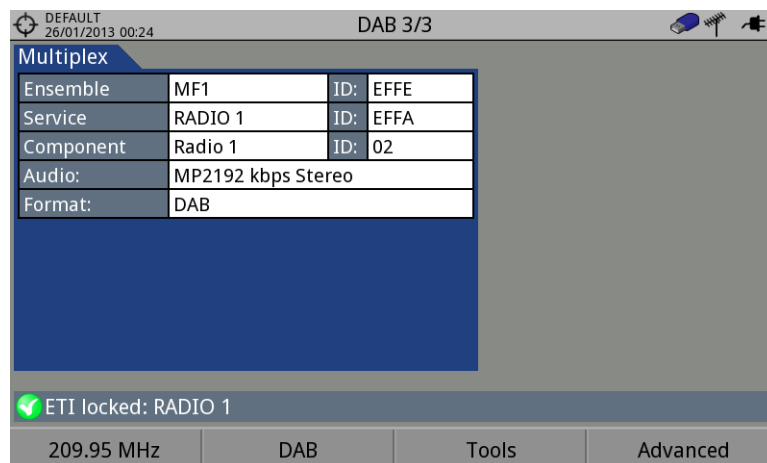 DEFAULT
26/01/2013 00:24
DAB 3/3
Multiplex
Ensemble MF1 ID: EFFE
Service RADIO 1 ID: EFFA
Component Radio 1 ID: 02
Audio: MP2192 kbps Stereo
Format: DAB
ETI locked: RADIO 1
209.95 MHz DAB Tools Advanced